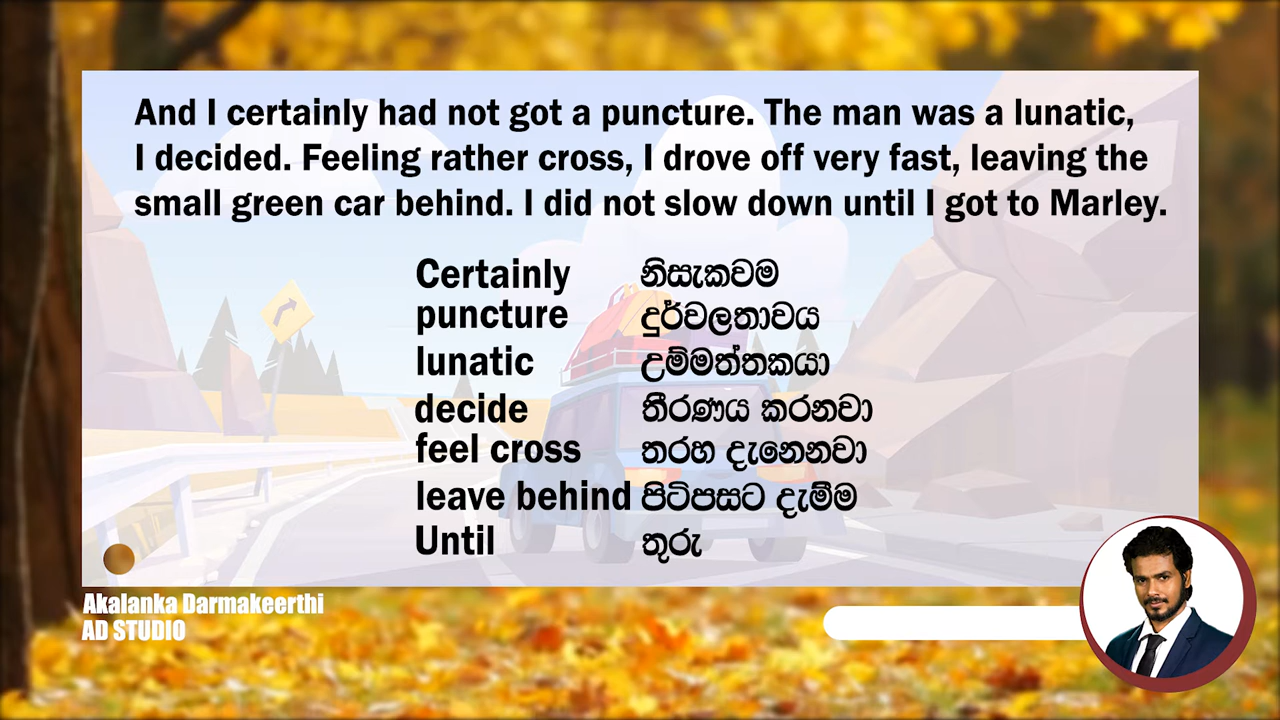 And I certainly had not got a puncture. The man was a lunatic,
I decided. Feeling rather cross, I drove off very fast, leaving the
small green car behind. I did not slow down until I got to Marley.
Certainly නිසැකවම
puncture දුර්වලතාවය
lunatic උම්මත්තකයා
decide තීරණය කරනවා
feel cross තරහ දැනෙනවා
leave behind පිටිපසට දැම්ම
Until තුරු
Akalanka Darmakeerthi
AD STUDIO